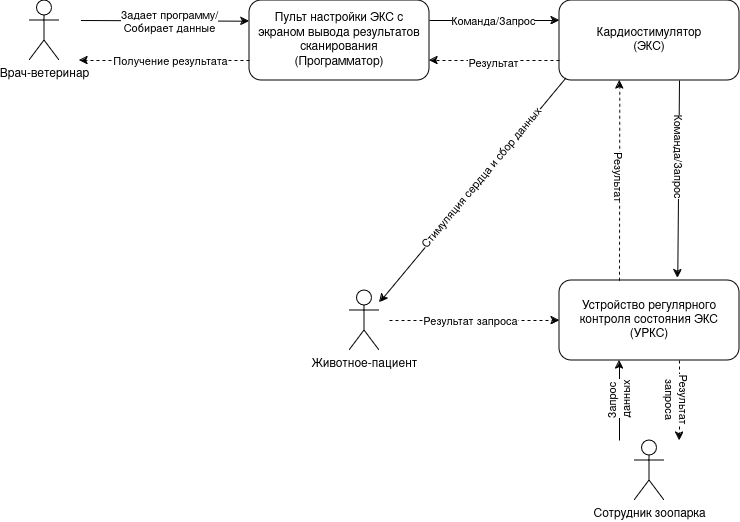 Врач-ветеринар
Задает программу/
Собирает данные
Получение результата
Пульт настройки ЭКС с
экраном вывода результатов
сканирования
(Программатор)
Команда/Запрос
Результат
Кардиостимулятор
(ЭКС)
Стимуляция сердца и сбор данных
Результат
Команда/Запрос
Животное-пациент
Результат запроса
Устройство регулярного
контроля состояния ЭКС
(УРКС)
Запрос
данных
Результат
запроса
Сотрудник зоопарка